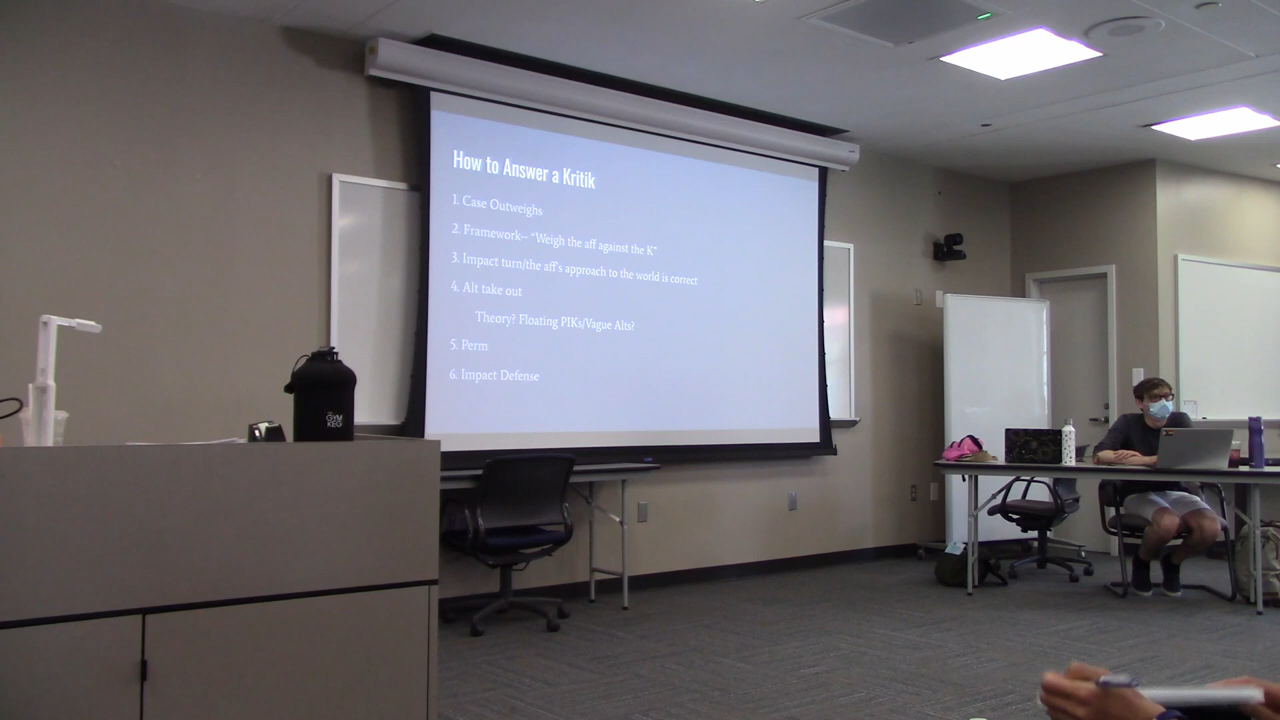 How to Answer a Kritik
1. Case Outweighs
2. Framework-- "Weigh the aff against the K"
3. Impact turn/the aff's approach to the world is correct
4. Alt take out
Theory? Floating PIKs/Vague Alts?
5. Perm
6. Impact Defense
THE
GYM
KEG